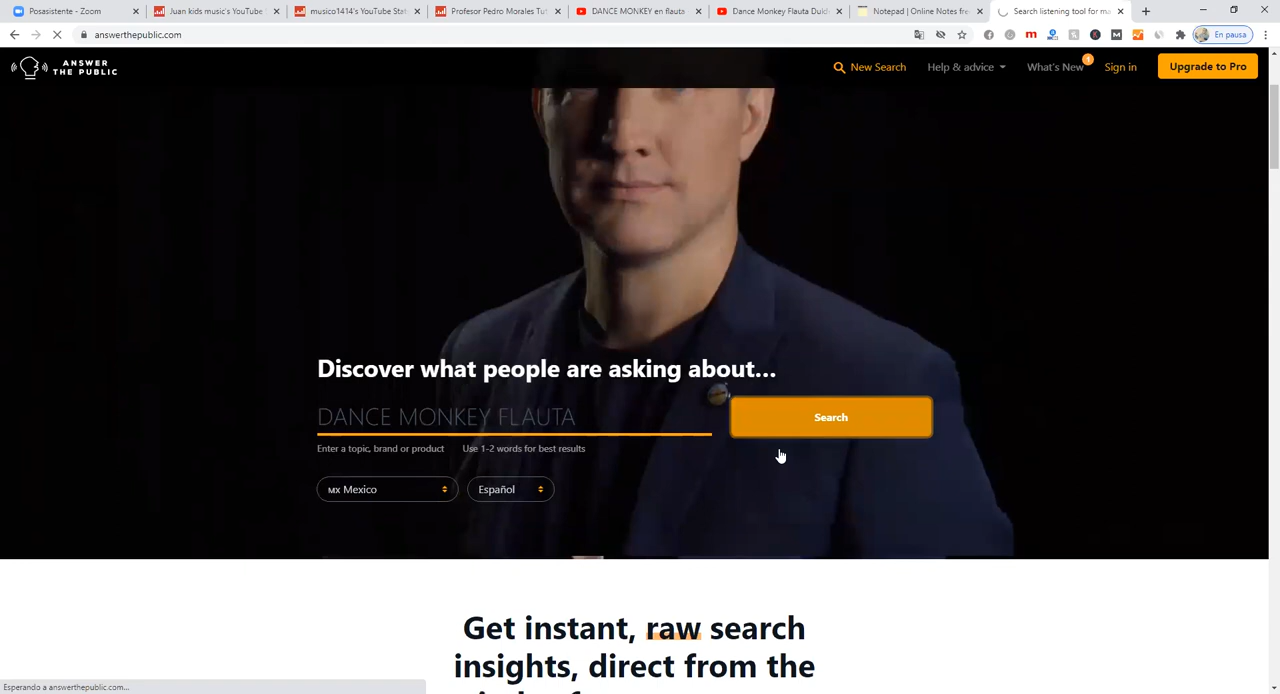 Posasistente - Zoom
Juan kids music's YouTube
musico1414's YouTube Stat
Profesor Pedro Morales Tut
DANCE MONKEY en flauta
Dance Monkey Flauta Dulc
Notepad | Online Notes free
Search listening tool for ma
answerthepublic.com
En pausa
ANSWER
THE PUBLIC
New Search
Help & advice
What's New
1
Sign in
Upgrade to Pro
Discover what people are asking about...
DANCE MONKEY FLAUTA
Search
Enter a topic, brand or product
Use 1-2 words for best results
MX Mexico
Español
Get instant, raw search
insights, direct from the
Esperando a answerthepublic.com...